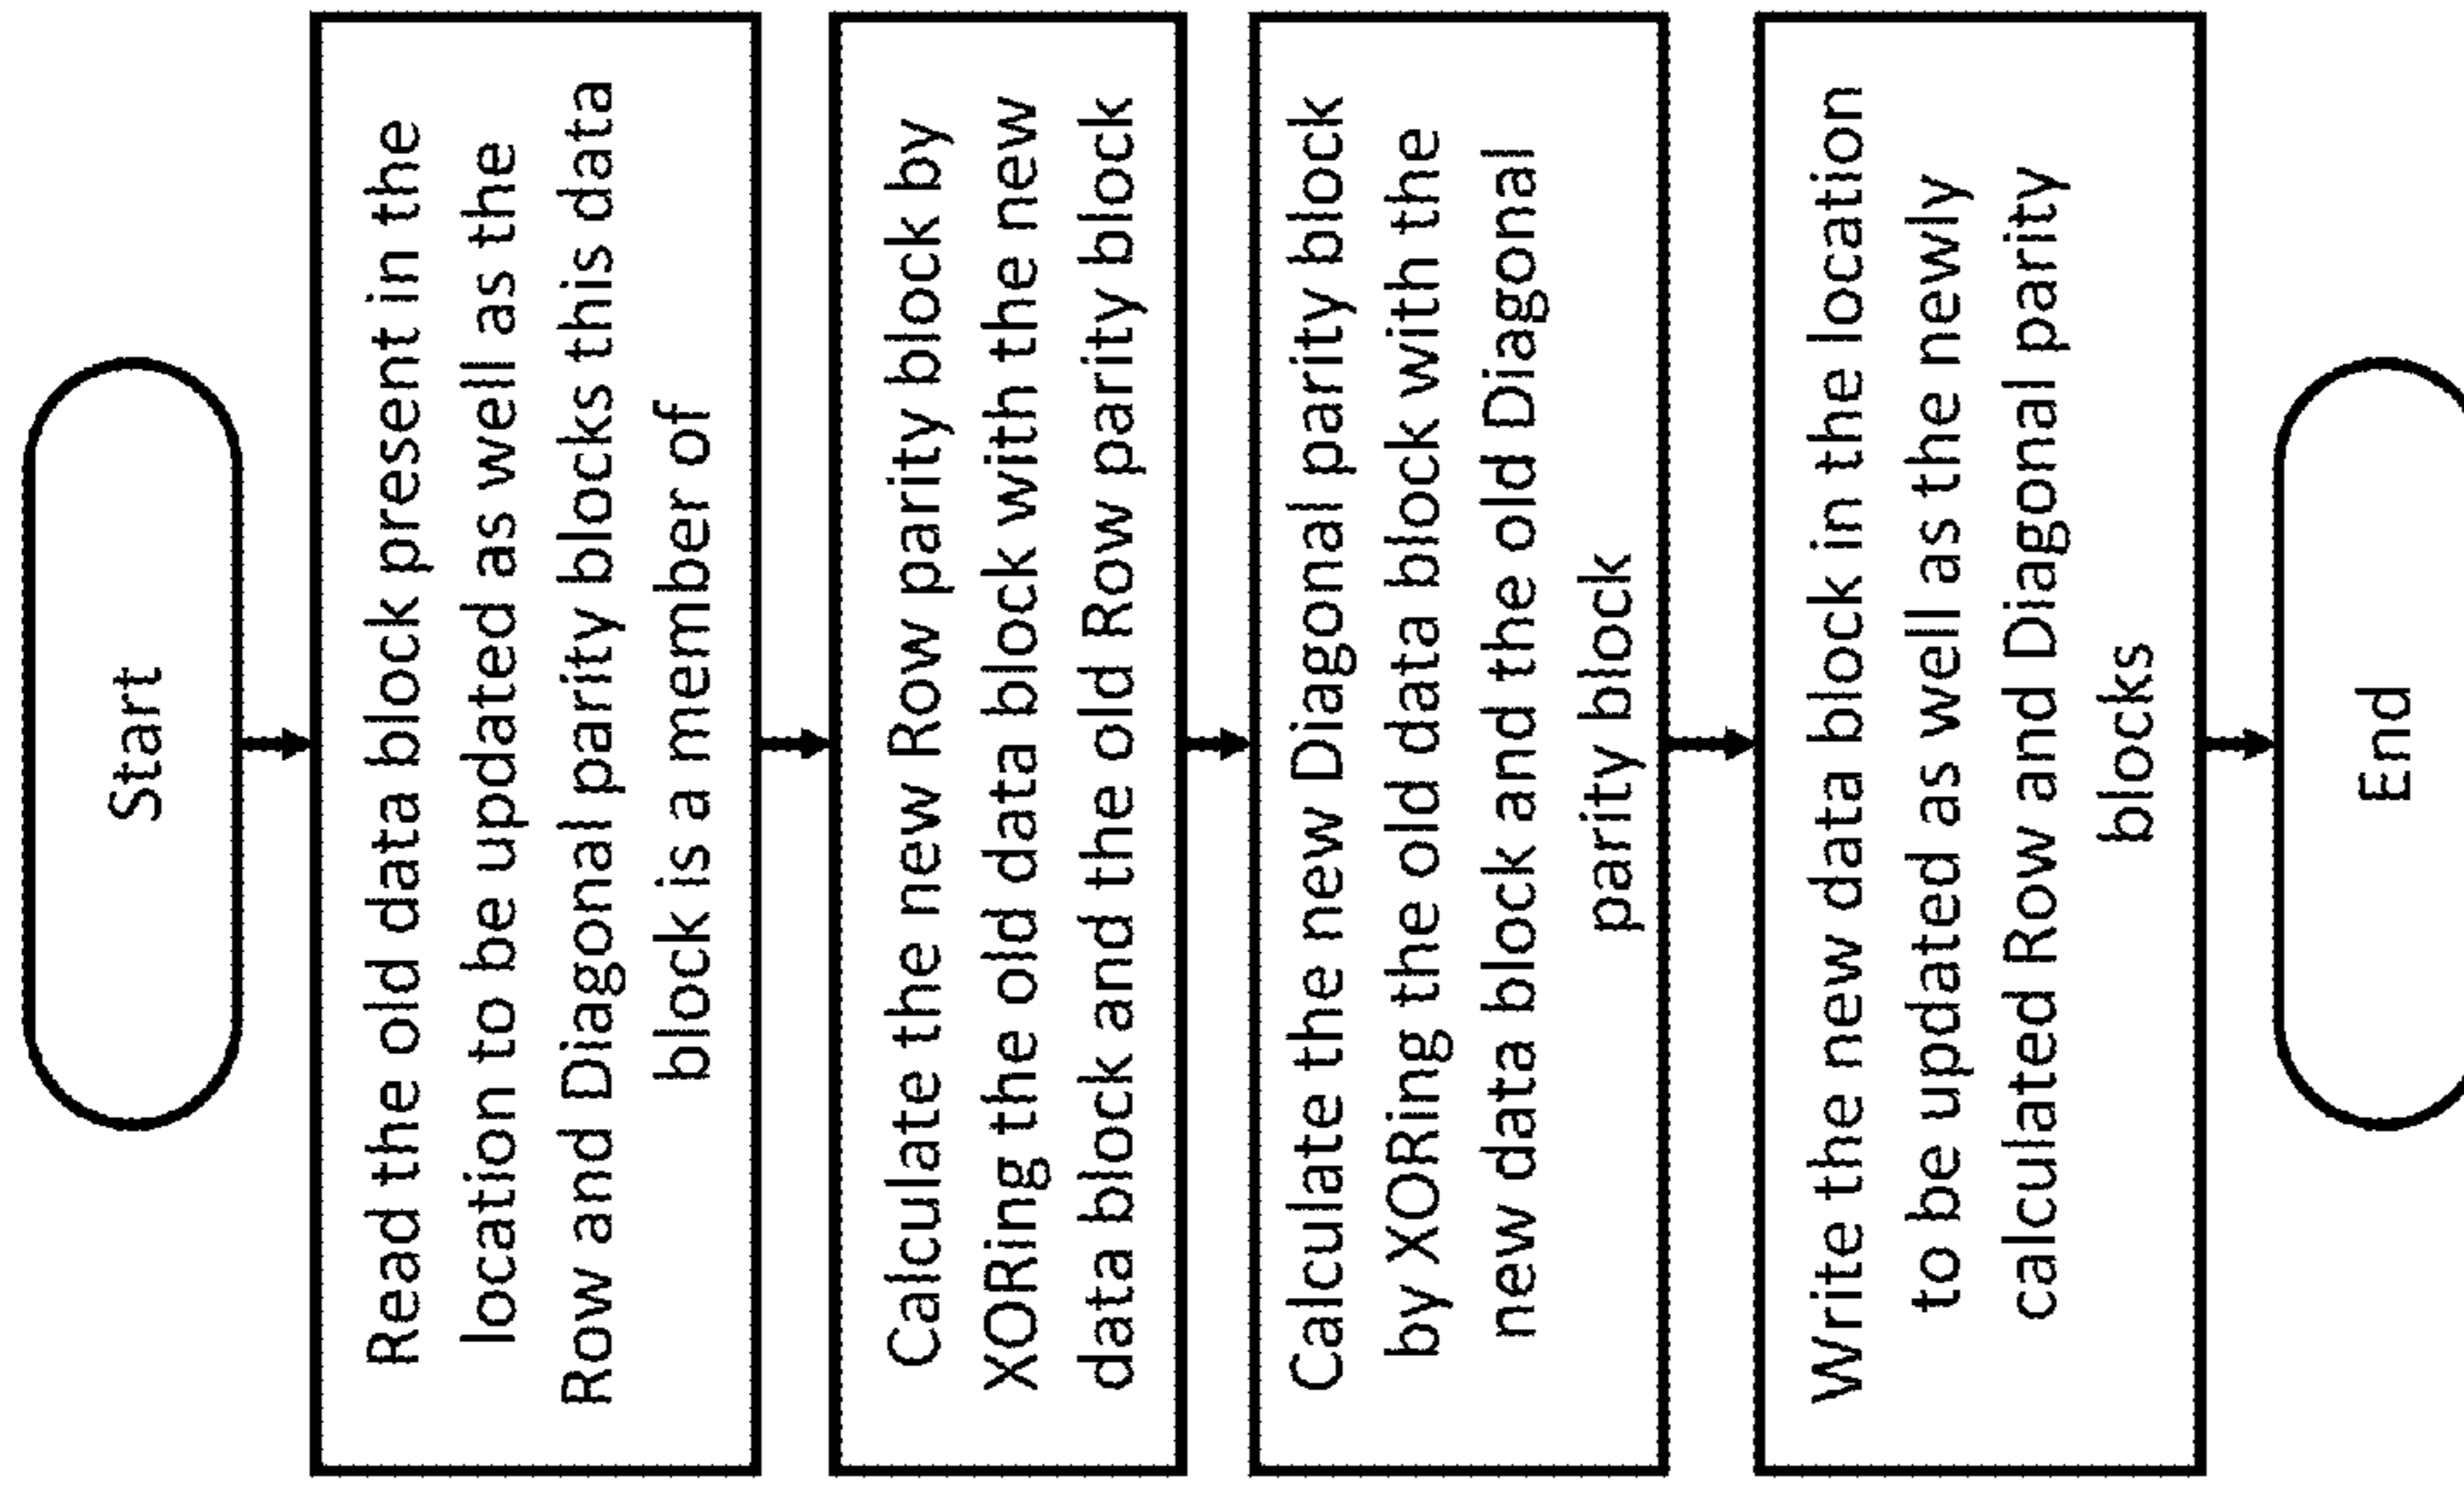 Start
Read the old data block present in the
location to be updated as well as the
Row and Diagonal parity blocks this data
block is a member of
Calculate the new Row parity block by
XORing the old data block with the new
data block and the old Row parity block
Calculate the new Diagonal parity block
by XORing the old data block with the
new data block and the old Diagonal
parity block
Write the new data block in the location
to be updated as well as the newly
calculated Row and Diagonal parity
blocks
End